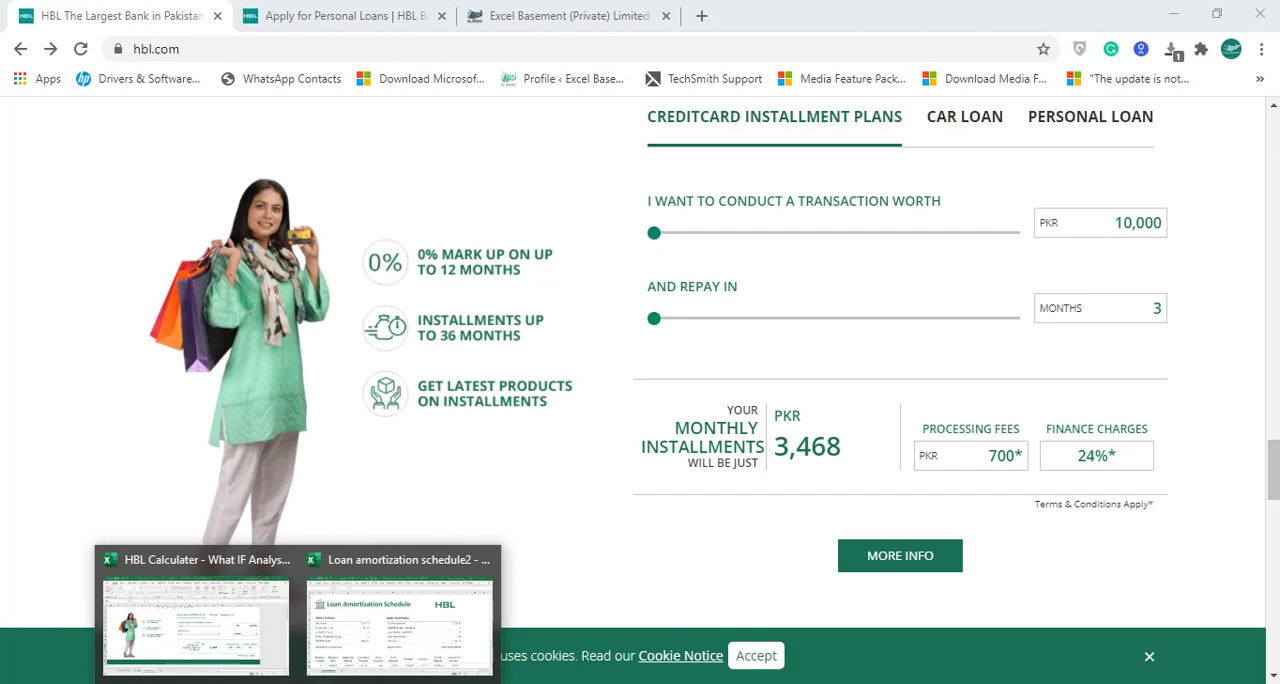 HBL The Largest Bank in Pakistan
Apply for Personal Loans | HBL B
Excel Basement (Private) Limited
hbl.com
Apps
Drivers & Software...
WhatsApp Contacts
Download Microsof...
Profile ‹ Excel Base...
TechSmith Support
Media Feature Pack...
Download Media F...
"The update is not...
CREDITCARD INSTALLMENT PLANS
CAR LOAN
PERSONAL LOAN
I WANT TO CONDUCT A TRANSACTION WORTH
PKR 10,000
0%
0% MARK UP ON UP
TO 12 MONTHS
AND REPAY IN
MONTHS 3
INSTALLMENTS UP
TO 36 MONTHS
GET LATEST PRODUCTS
ON INSTALLMENTS
YOUR
MONTHLY
INSTALLMENTS
WILL BE JUST
PKR
3,468
PROCESSING FEES
PKR 700*
FINANCE CHARGES
24%*
Terms & Conditions Apply*
MORE INFO
HBL Calculater - What IF Analys...
Loan amortization schedule2 - ...
Loan Amortization Schedule
HBL
uses cookies. Read our Cookie Notice
Accept